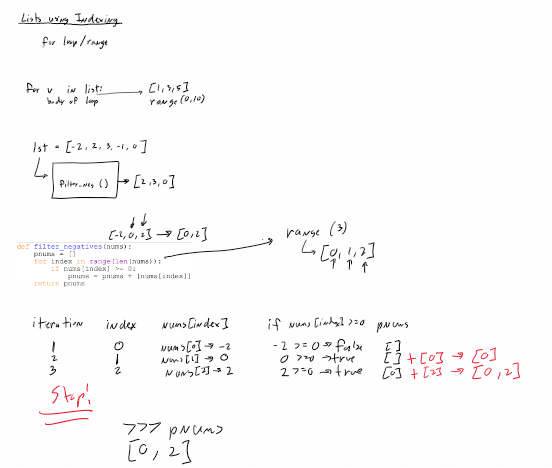 Lists using Indexing
for loop/range
for v in list: → [1,3,5]
body of loop range(0,10)
lst = [-2, 2, 3, -1, 0]
filter_neg () → [2,3,0]
[-2,0,2] → [0,2]
range (3)
[0, 1, 2]
def filter_negatives(nums):
pnums = []
for index in range(len(nums)):
if nums[index] >= 0:
pnums = pnums + [nums[index]]
return pnums
iteration index nums[index] if nums[index] >=0 pnums
1 0 nums[0] → -2 -2 >= 0 → false []
2 1 nums[1] → 0 0 >=0 → true [] + [0] → [0]
3 2 nums[2] → 2 2 >=0 → true [0] + [2] → [0,2]
Stop!
>>> pnums
[0, 2]